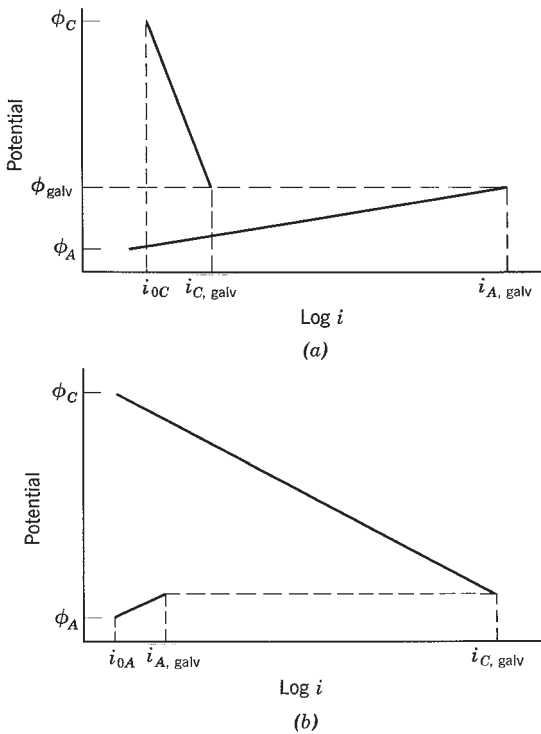 ϕC
Potential
ϕgalv
ϕA
i0C
iC, galv
iA, galv
Log i
(a)
ϕC
Potential
ϕA
i0A
iA, galv
iC, galv
Log i
(b)